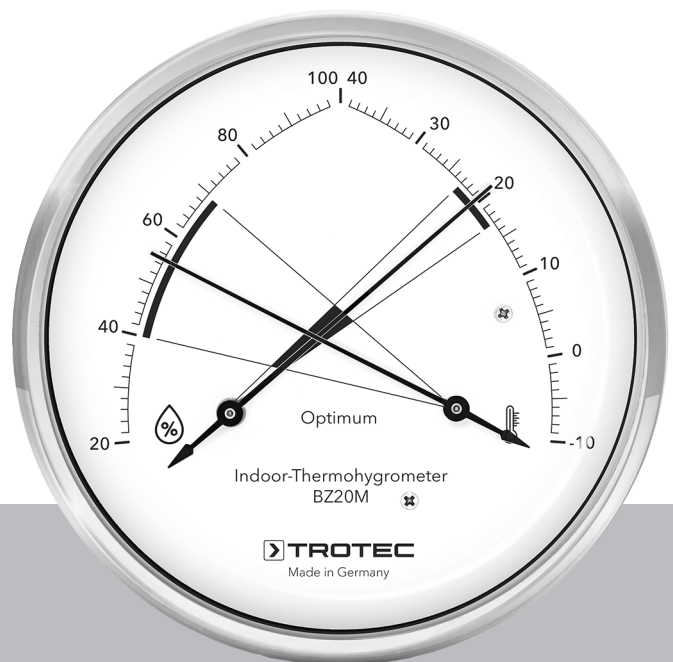 100 40
80 30
60 20
40 10
0
20 -10
%
Optimum
Indoor-Thermohygrometer
BZ20M
TROTEC
Made in Germany